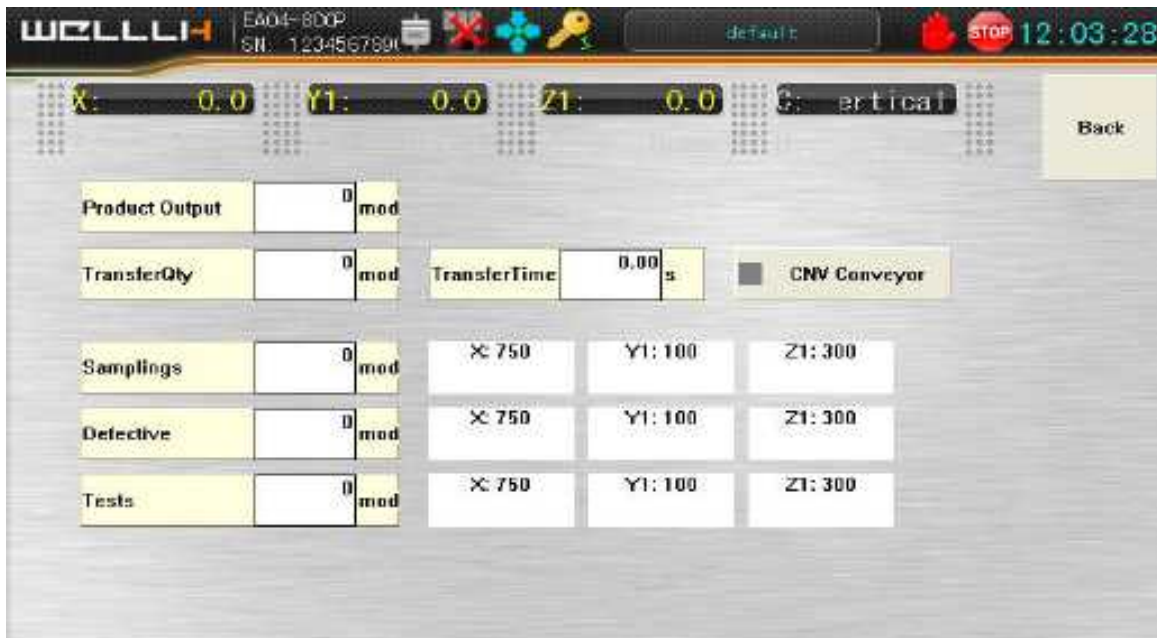 WELLLIH EA04-800P
SN: 123456789
default
STOP 12:03:28
X: 0.0 Y1: 0.0 Z1: 0.0 C: ertical
Back
Product Output 0 mod
TransferQty 0 mod TransferTime 0.00 s CNV Conveyor
Samplings 0 mod X: 750 Y1: 100 Z1: 300
Defective 0 mod X: 750 Y1: 100 Z1: 300
Tests 0 mod X: 750 Y1: 100 Z1: 300